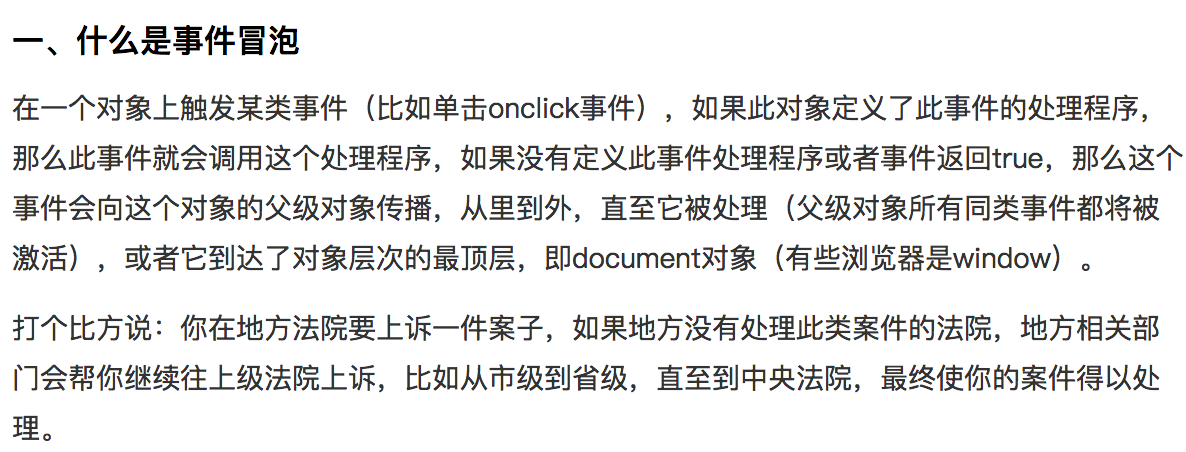 一、什么是事件冒泡
在一个对象上触发某类事件（比如单击onclick事件），如果此对象定义了此事件的处理程序，
那么此事件就会调用这个处理程序，如果没有定义此事件处理程序或者事件返回true，那么这个
事件会向这个对象的父级对象传播，从里到外，直至它被处理（父级对象所有同类事件都将被
激活），或者它到达了对象层次的最顶层，即document对象（有些浏览器是window）。
打个比方说：你在地方法院要上诉一件案子，如果地方没有处理此类案件的法院，地方相关部
门会帮你继续往上级法院上诉，比如从市级到省级，直至到中央法院，最终使你的案件得以处
理。